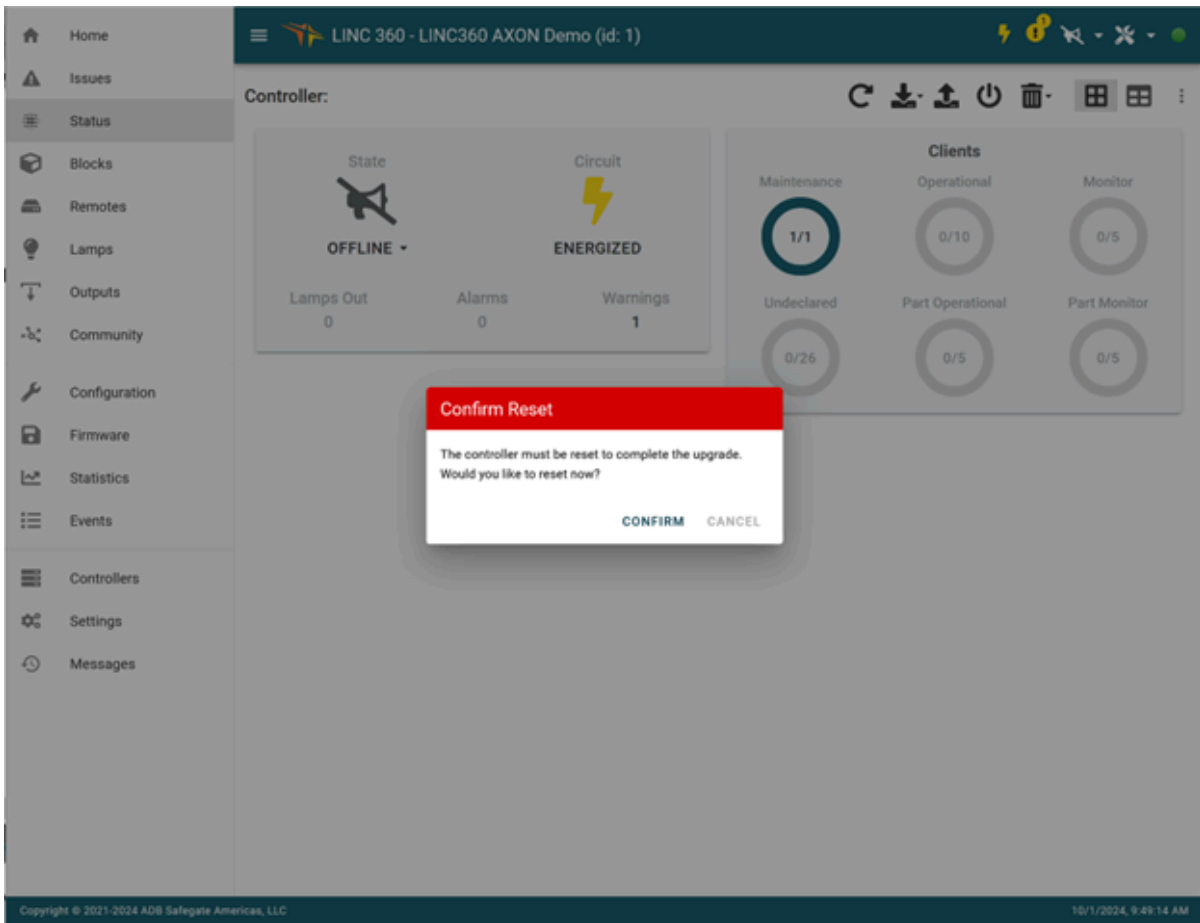 Home
Issues
Status
Blocks
Remotes
Lamps
Outputs
Community
Configuration
Firmware
Statistics
Events
Controllers
Settings
Messages
LINC 360 - LINC360 AXON Demo (id: 1)
1
Controller:
State
Circuit
OFFLINE
ENERGIZED
Lamps Out
Alarms
Warnings
0
0
1
Clients
Maintenance
Operational
Monitor
1/1
0/10
0/5
Undeclared
Part Operational
Part Monitor
0/26
0/5
0/5
Confirm Reset
The controller must be reset to complete the upgrade.
Would you like to reset now?
CONFIRM
CANCEL
Copyright © 2021-2024 ADB Safegate Americas, LLC
10/1/2024, 9:49:14 AM